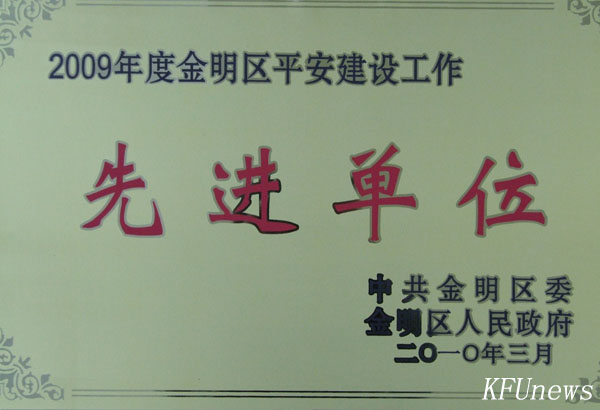 2009年度金明区平安建设工作
先进单位
中共金明区委
金明区人民政府
二〇一〇年三月
KFUnews